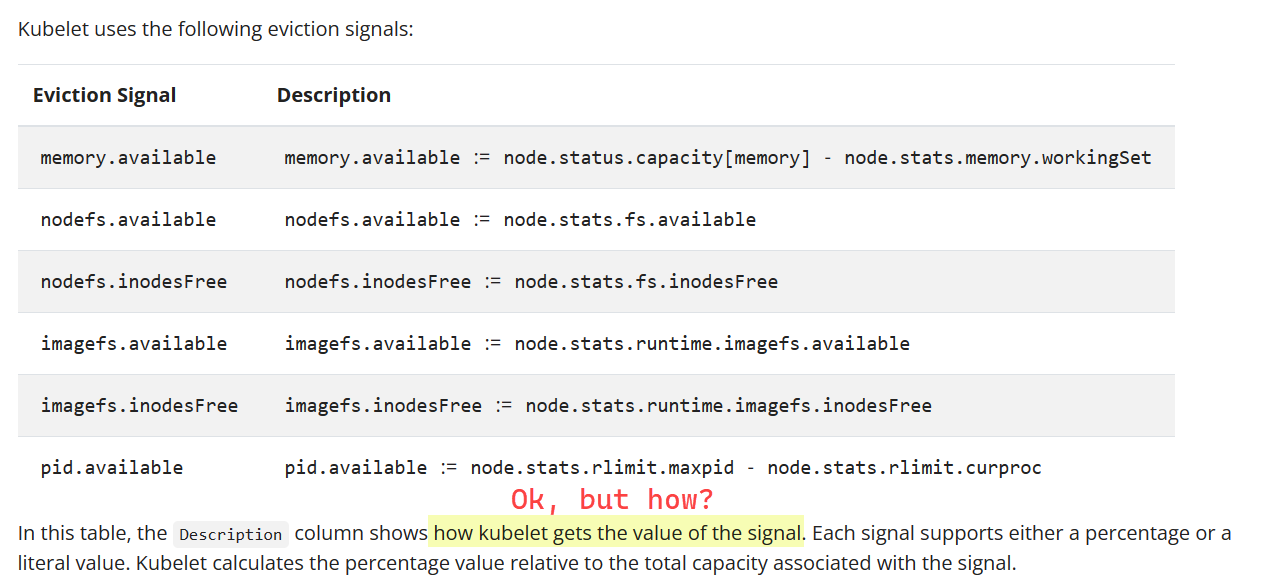 Kubelet uses the following eviction signals:
Eviction Signal Description
memory.available memory.available := node.status.capacity[memory] - node.stats.memory.workingSet
nodefs.available nodefs.available := node.stats.fs.available
nodefs.inodesFree nodefs.inodesFree := node.stats.fs.inodesFree
imagefs.available imagefs.available := node.stats.runtime.imagefs.available
imagefs.inodesFree imagefs.inodesFree := node.stats.runtime.imagefs.inodesFree
pid.available pid.available := node.stats.rlimit.maxpid - node.stats.rlimit.curproc
Ok, but how?
In this table, the Description column shows how kubelet gets the value of the signal. Each signal supports either a percentage or a
literal value. Kubelet calculates the percentage value relative to the total capacity associated with the signal.